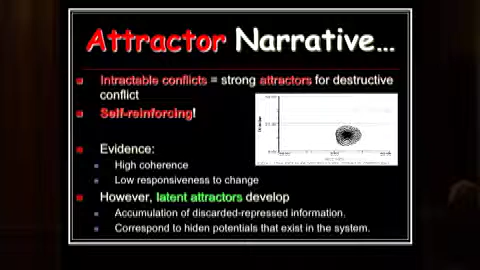 Attractor Narrative...
Intractable conflicts = strong attractors for destructive
conflict
Self-reinforcing!
Evidence:
High coherence
Low responsiveness to change
However, latent attractors develop
Accumulation of discarded-repressed information.
Correspond to hiden potentials that exist in the system.